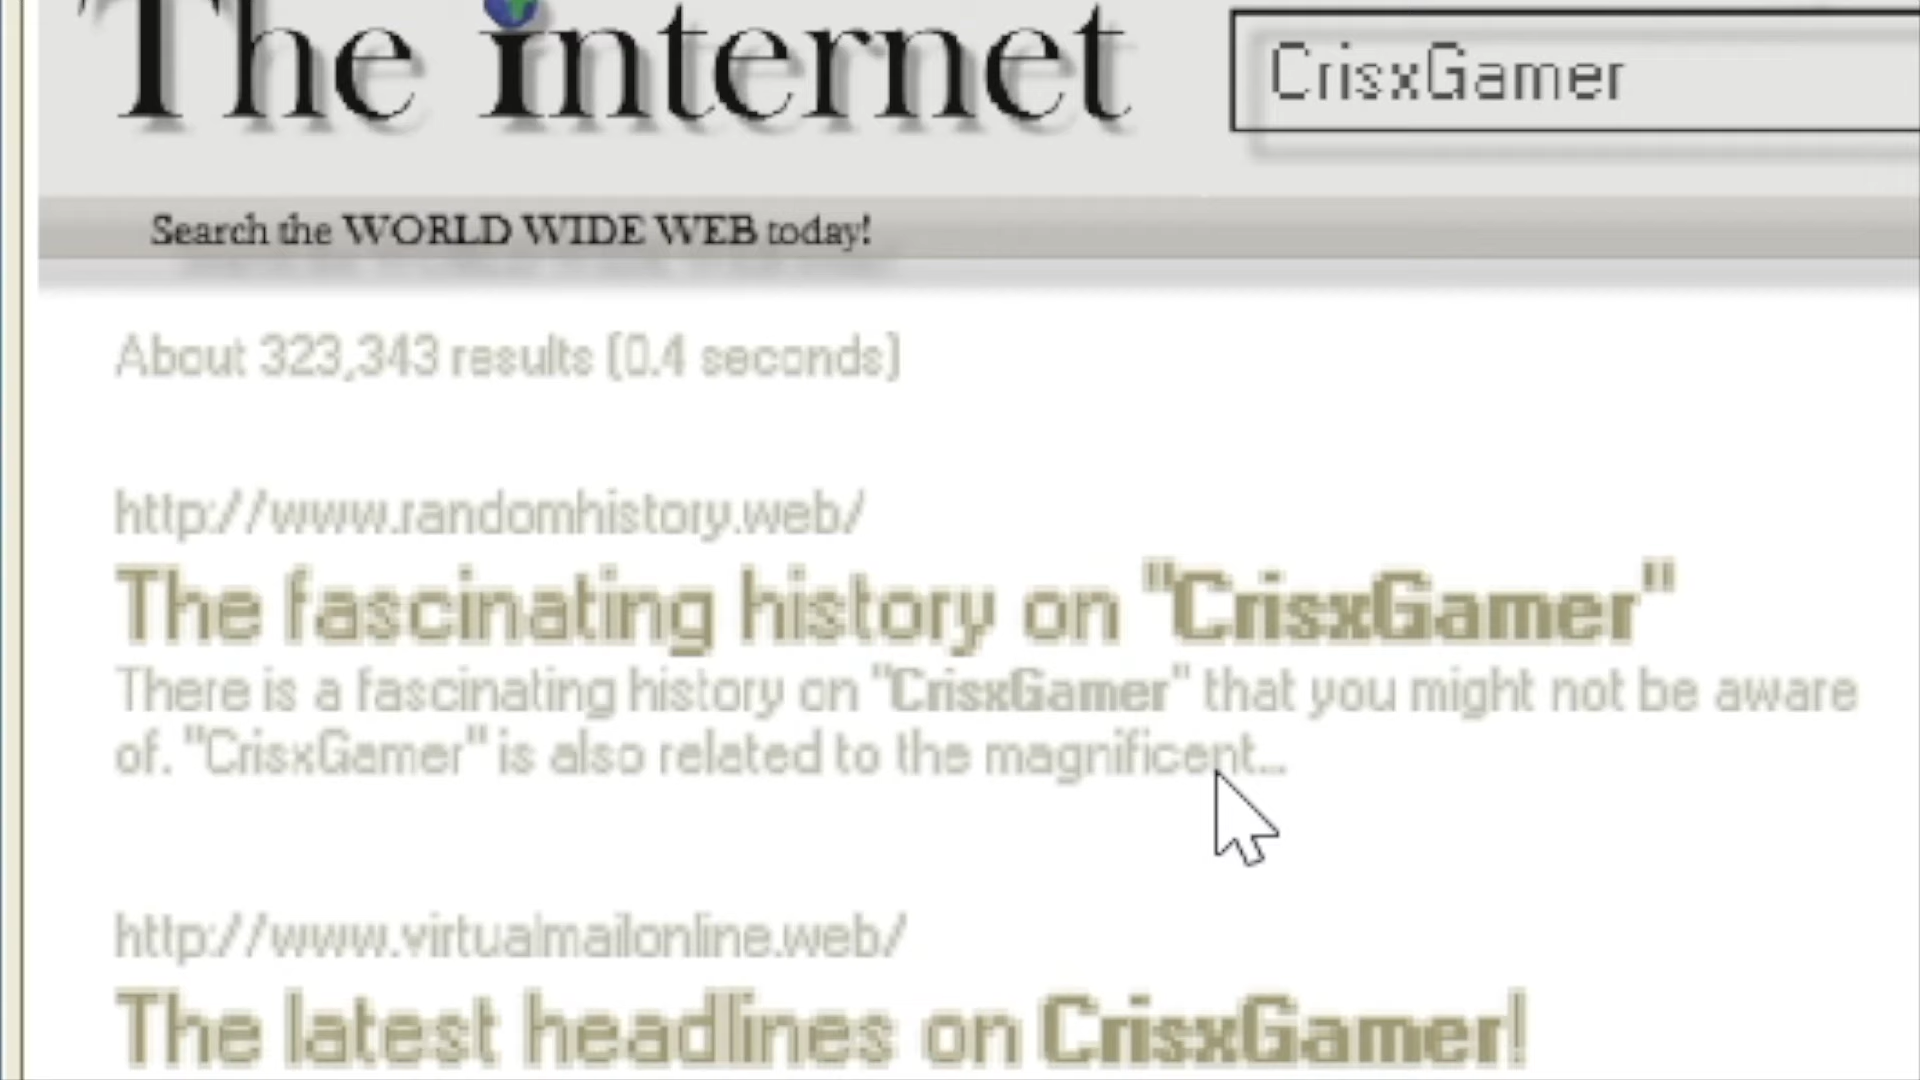 The internet
CrisxGamer
Search the WORLD WIDE WEB today!
About 323,343 results (0.4 seconds)
http://www.randomhistory.web/
The fascinating history on "CrisxGamer"
There is a fascinating history on "CrisxGamer" that you might not be aware
of. "CrisxGamer" is also related to the magnificent...
http://www.virtualmailonline.web/
The latest headlines on CrisxGamer!